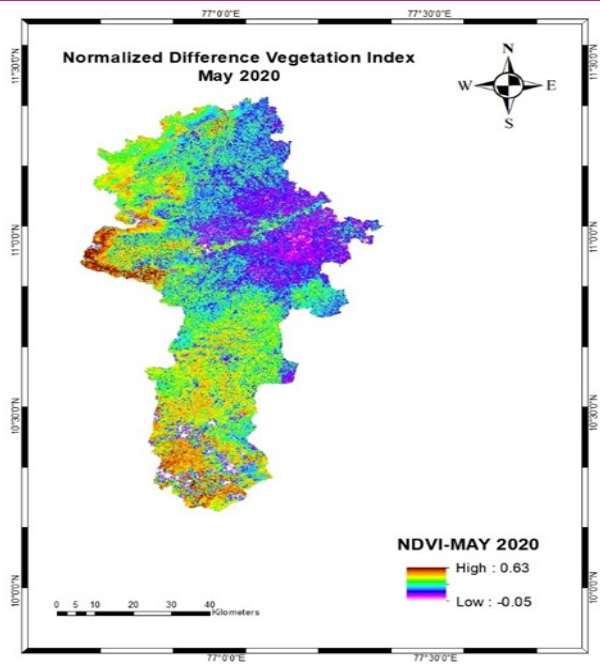 77°0'0"E 77°30'0"E
Normalized Difference Vegetation Index
May 2020
N
W E
S
11°30'0"N 11°30'0"N
11°0'0"N 11°0'0"N
10°30'0"N 10°30'0"N
NDVI-MAY 2020
High : 0.63
Low : -0.05
10°0'0"N 10°0'0"N
0 5 10 20 30 40
Kilometers
77°0'0"E 77°30'0"E